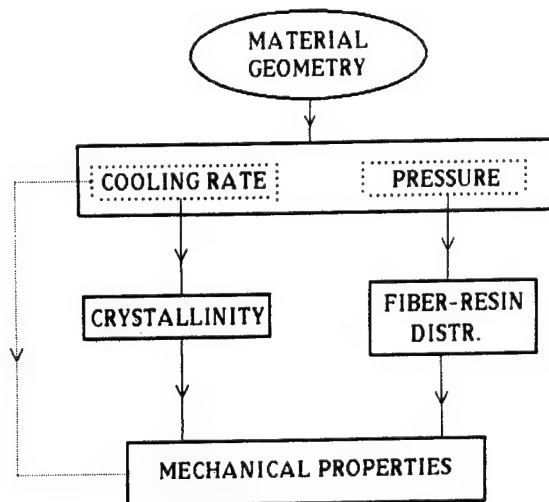 MATERIAL
GEOMETRY
COOLING RATE
PRESSURE
CRYSTALLINITY
FIBER-RESIN
DISTR.
MECHANICAL PROPERTIES